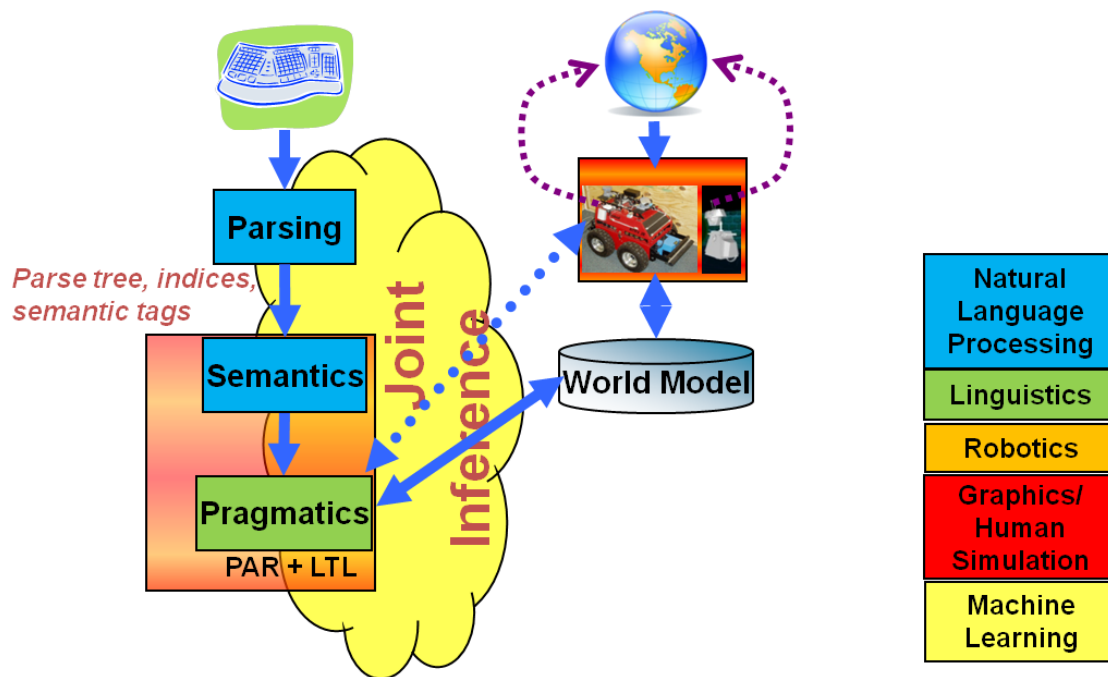 Parsing
Parse tree, indices,
semantic tags
Semantics
Pragmatics
PAR + LTL
Joint
Inference
World Model
Natural
Language
Processing
Linguistics
Robotics
Graphics/
Human
Simulation
Machine
Learning